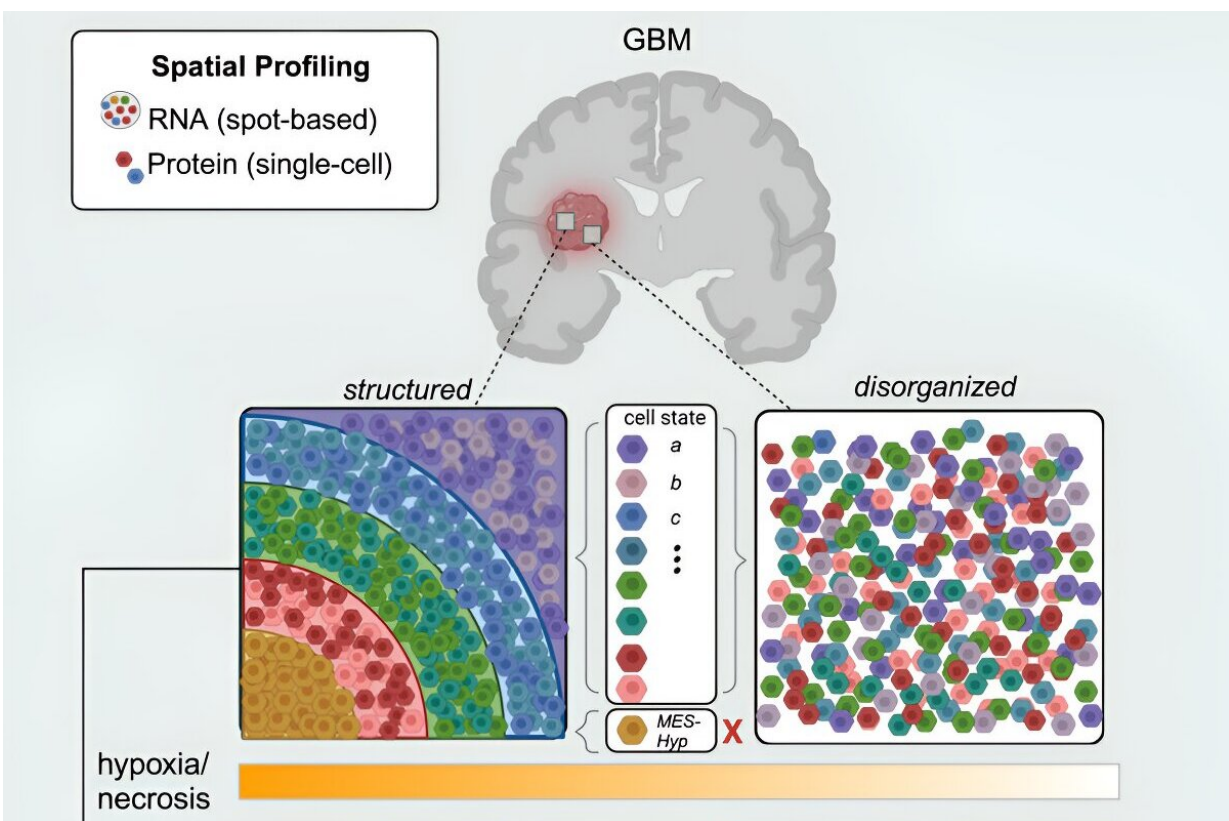 GBM
Spatial Profiling
RNA (spot-based)
Protein (single-cell)
structured
disorganized
cell state
a
b
c
MES-
Hyp
X
hypoxia/
necrosis